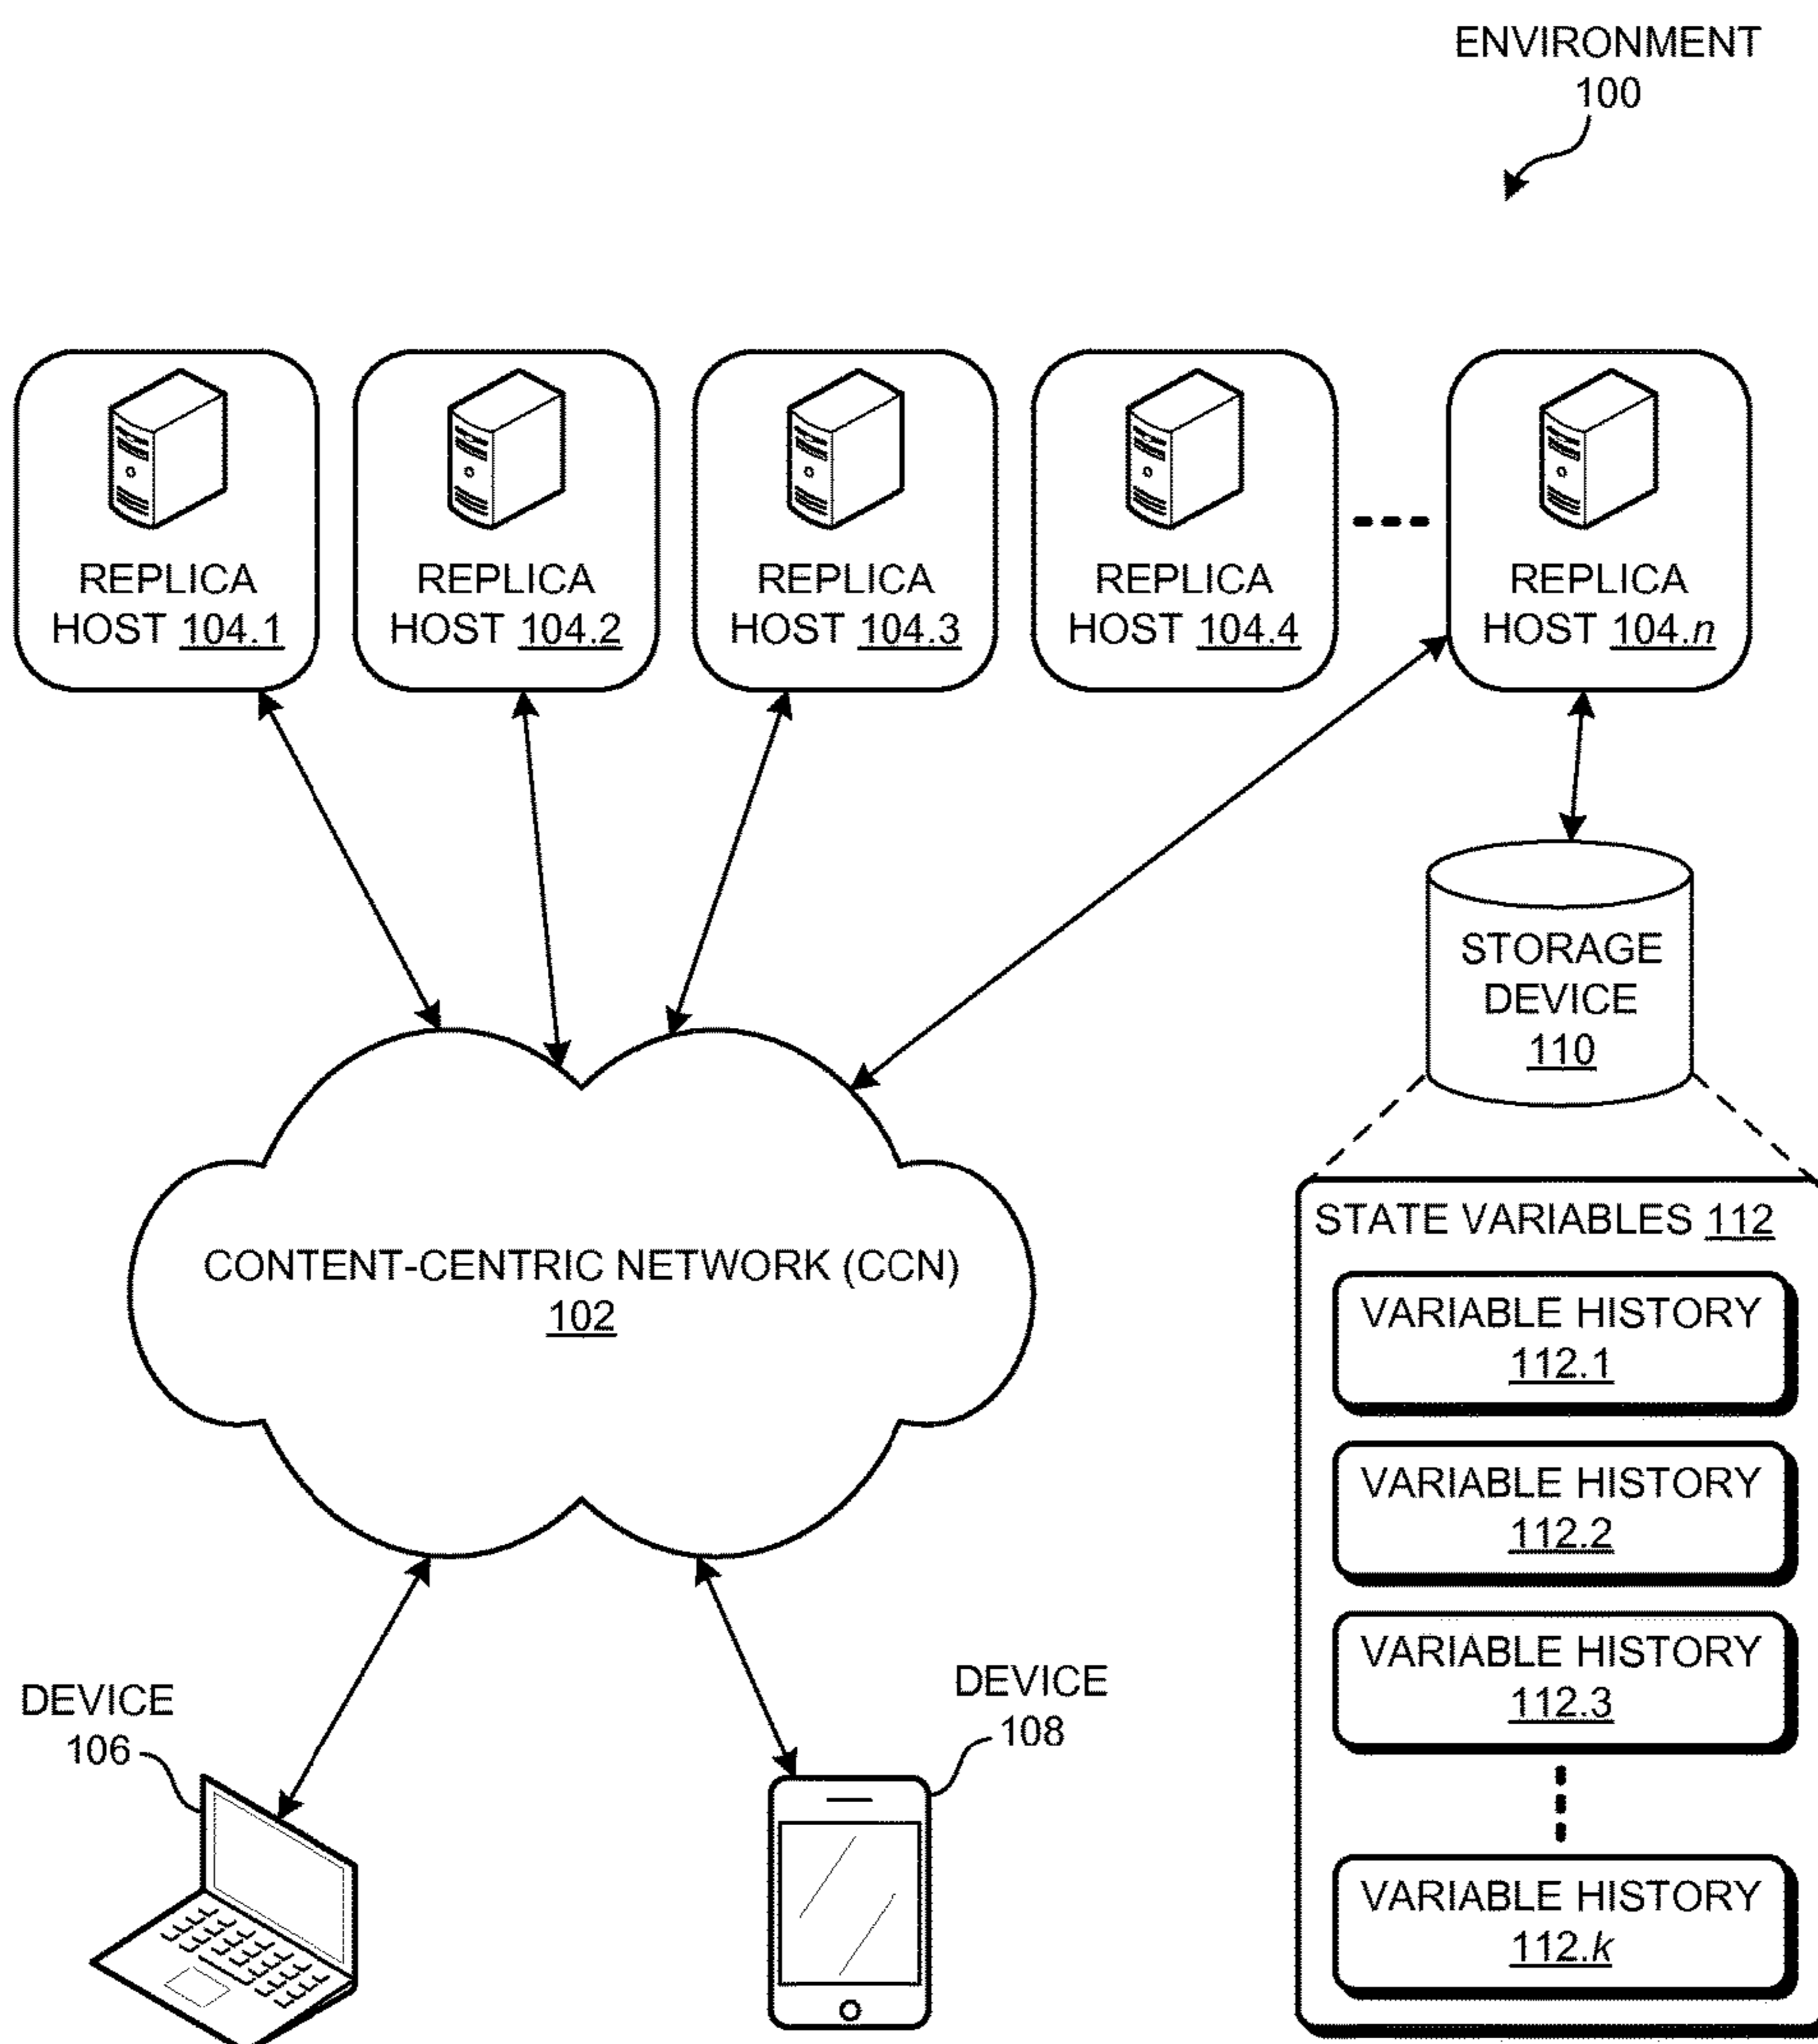 ENVIRONMENT
100
REPLICA
HOST 104.1
REPLICA
HOST 104.2
REPLICA
HOST 104.3
REPLICA
HOST 104.4
REPLICA
HOST 104.n
STORAGE
DEVICE
110
CONTENT-CENTRIC NETWORK (CCN)
102
STATE VARIABLES 112
VARIABLE HISTORY
112.1
VARIABLE HISTORY
112.2
VARIABLE HISTORY
112.3
VARIABLE HISTORY
112.k
DEVICE
106
DEVICE
108